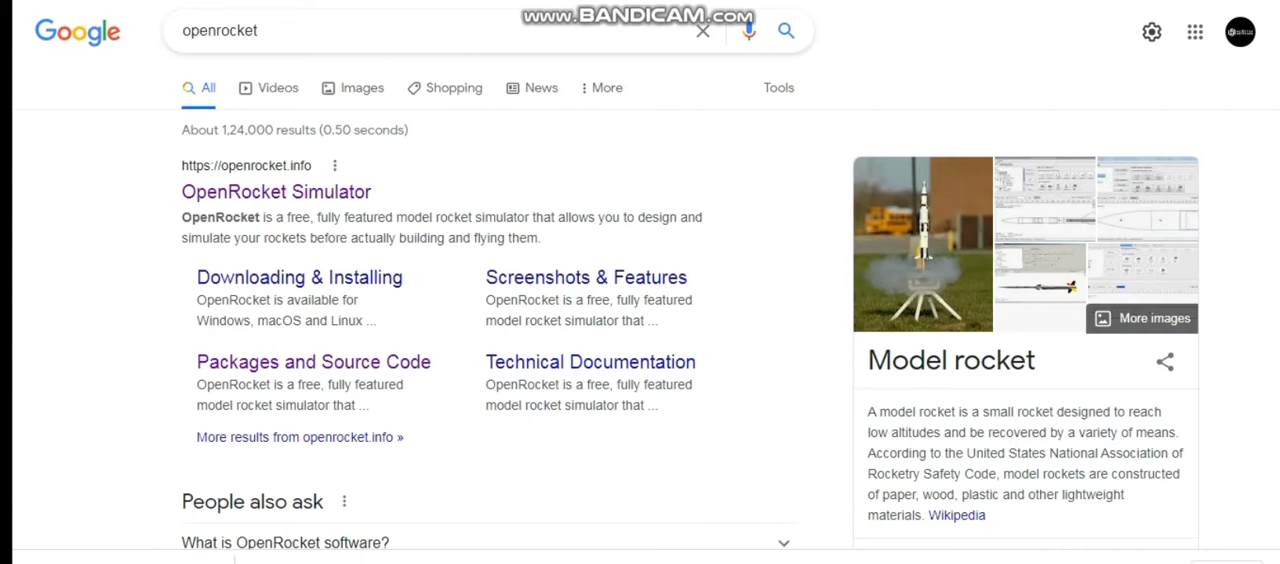 www.BANDICAM.com
Google
openrocket
All
Videos
Images
Shopping
News
More
Tools
About 1,24,000 results (0.50 seconds)
https://openrocket.info
OpenRocket Simulator
OpenRocket is a free, fully featured model rocket simulator that allows you to design and
simulate your rockets before actually building and flying them.
Downloading & Installing
OpenRocket is available for
Windows, macOS and Linux ...
Screenshots & Features
OpenRocket is a free, fully featured
model rocket simulator that ...
Packages and Source Code
OpenRocket is a free, fully featured
model rocket simulator that ...
Technical Documentation
OpenRocket is a free, fully featured
model rocket simulator that ...
More results from openrocket.info »
People also ask
What is OpenRocket software?
More images
Model rocket
A model rocket is a small rocket designed to reach
low altitudes and be recovered by a variety of means.
According to the United States National Association of
Rocketry Safety Code, model rockets are constructed
of paper, wood, plastic and other lightweight
materials. Wikipedia